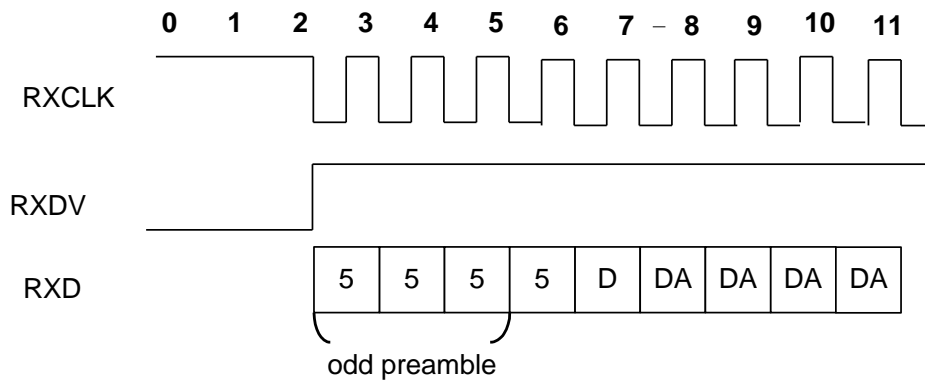 0 1 2 3 4 5 6 7 – 8 9 10 11
RXCLK
RXDV
RXD 5 5 5 5 D DA DA DA DA
odd preamble